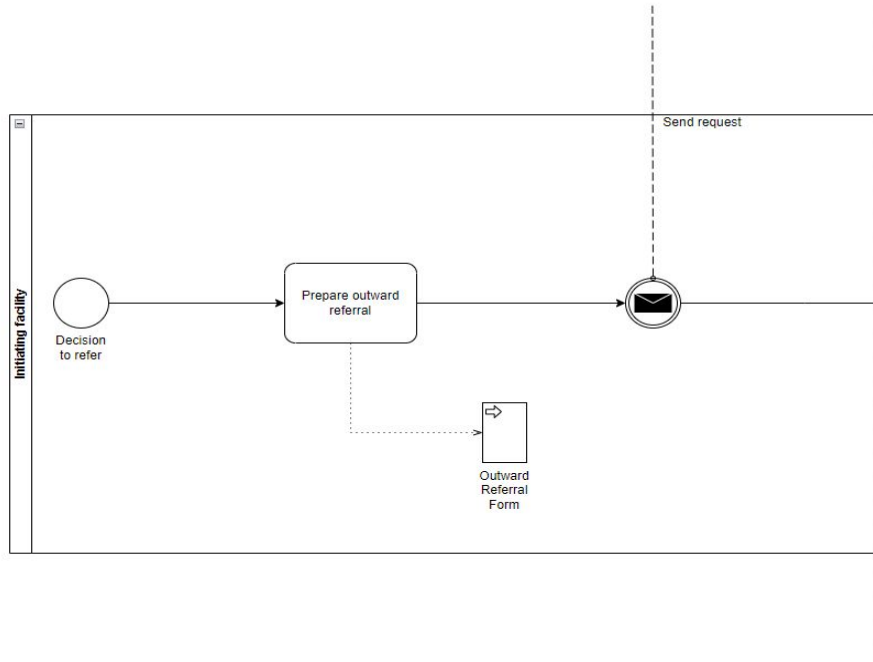 Send request
Initiating facility
Prepare outward
referral
Decision
to refer
Outward
Referral
Form